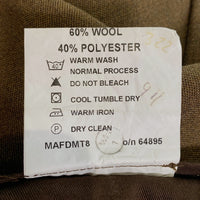 60% WOOL
40% POLYESTER
WARM WASH
NORMAL PROCESS
DO NOT BLEACH
COOL TUMBLE DRY
WARM IRON
P DRY CLEAN
MAFDMT8 o/n 64895